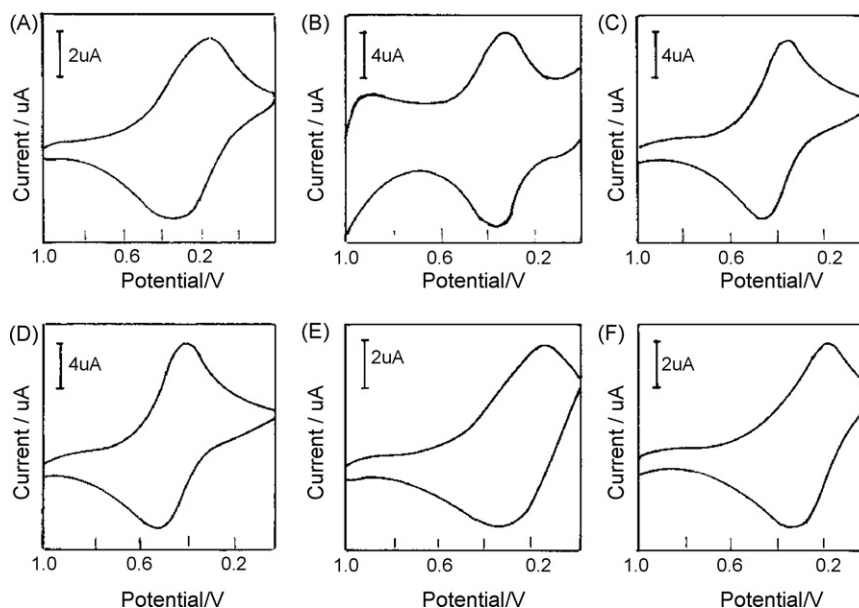 (A)
2uA
Current / uA
1.0 0.6 0.2
Potential/V
(B)
4uA
Current / uA
1.0 0.6 0.2
Potential/V
(C)
4uA
Current / uA
1.0 0.6 0.2
Potential/V
(D)
4uA
Current / uA
1.0 0.6 0.2
Potential/V
(E)
2uA
Current / uA
1.0 0.6 0.2
Potential/V
(F)
2uA
Current / uA
1.0 0.6 0.2
Potential/V